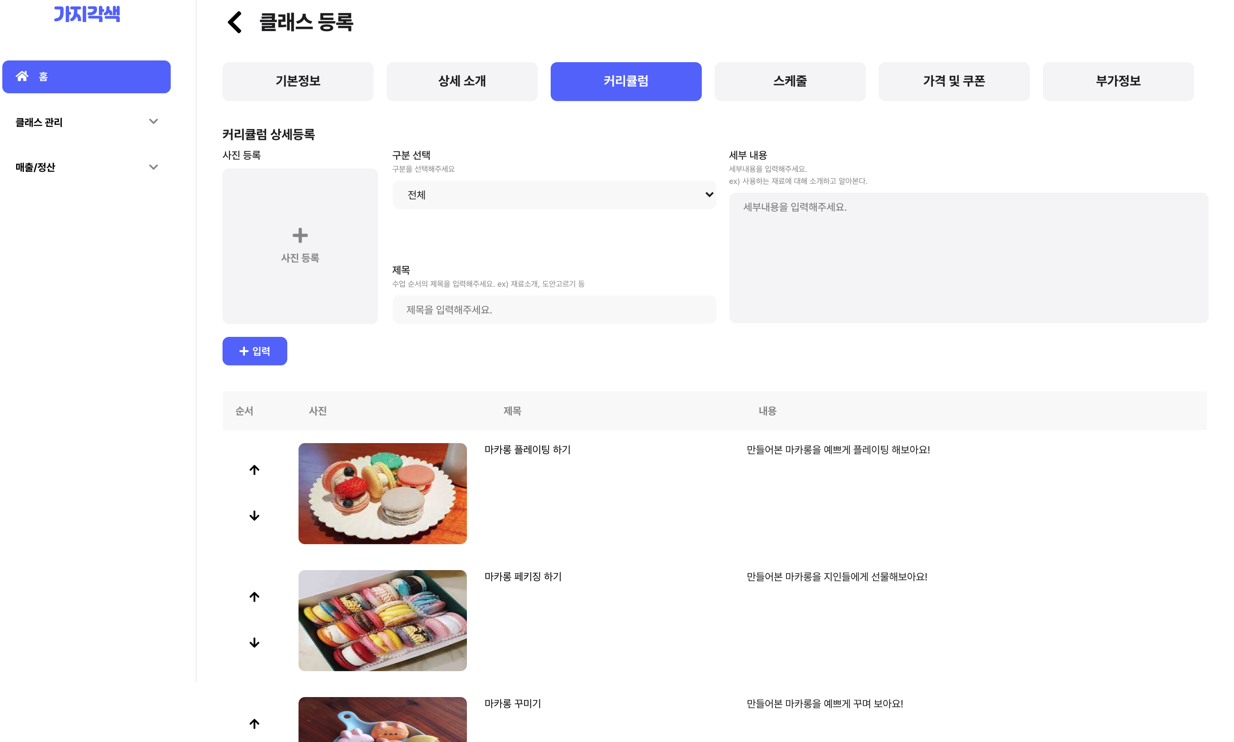 가지각색
홈
클래스 관리
매출/정산
클래스 등록
기본정보
상세 소개
커리큘럼
스케줄
가격 및 쿠폰
부가정보
커리큘럼 상세등록
사진 등록
사진 등록
구분 선택
구분을 선택해주세요
전체
제목
수업 순서의 제목을 입력해주세요. ex) 재료소개, 도안고르기 등
제목을 입력해주세요.
세부 내용
세부내용을 입력해주세요.
ex) 사용하는 재료에 대해 소개하고 알아본다.
세부내용을 입력해주세요.
+ 입력
순서 사진 제목 내용
마카롱 플레이팅 하기 만들어본 마카롱을 예쁘게 플레이팅 해보아요!
마카롱 페키징 하기 만들어본 마카롱을 지인들에게 선물해보아요!
마카롱 꾸미기 만들어본 마카롱을 예쁘게 꾸며 보아요!